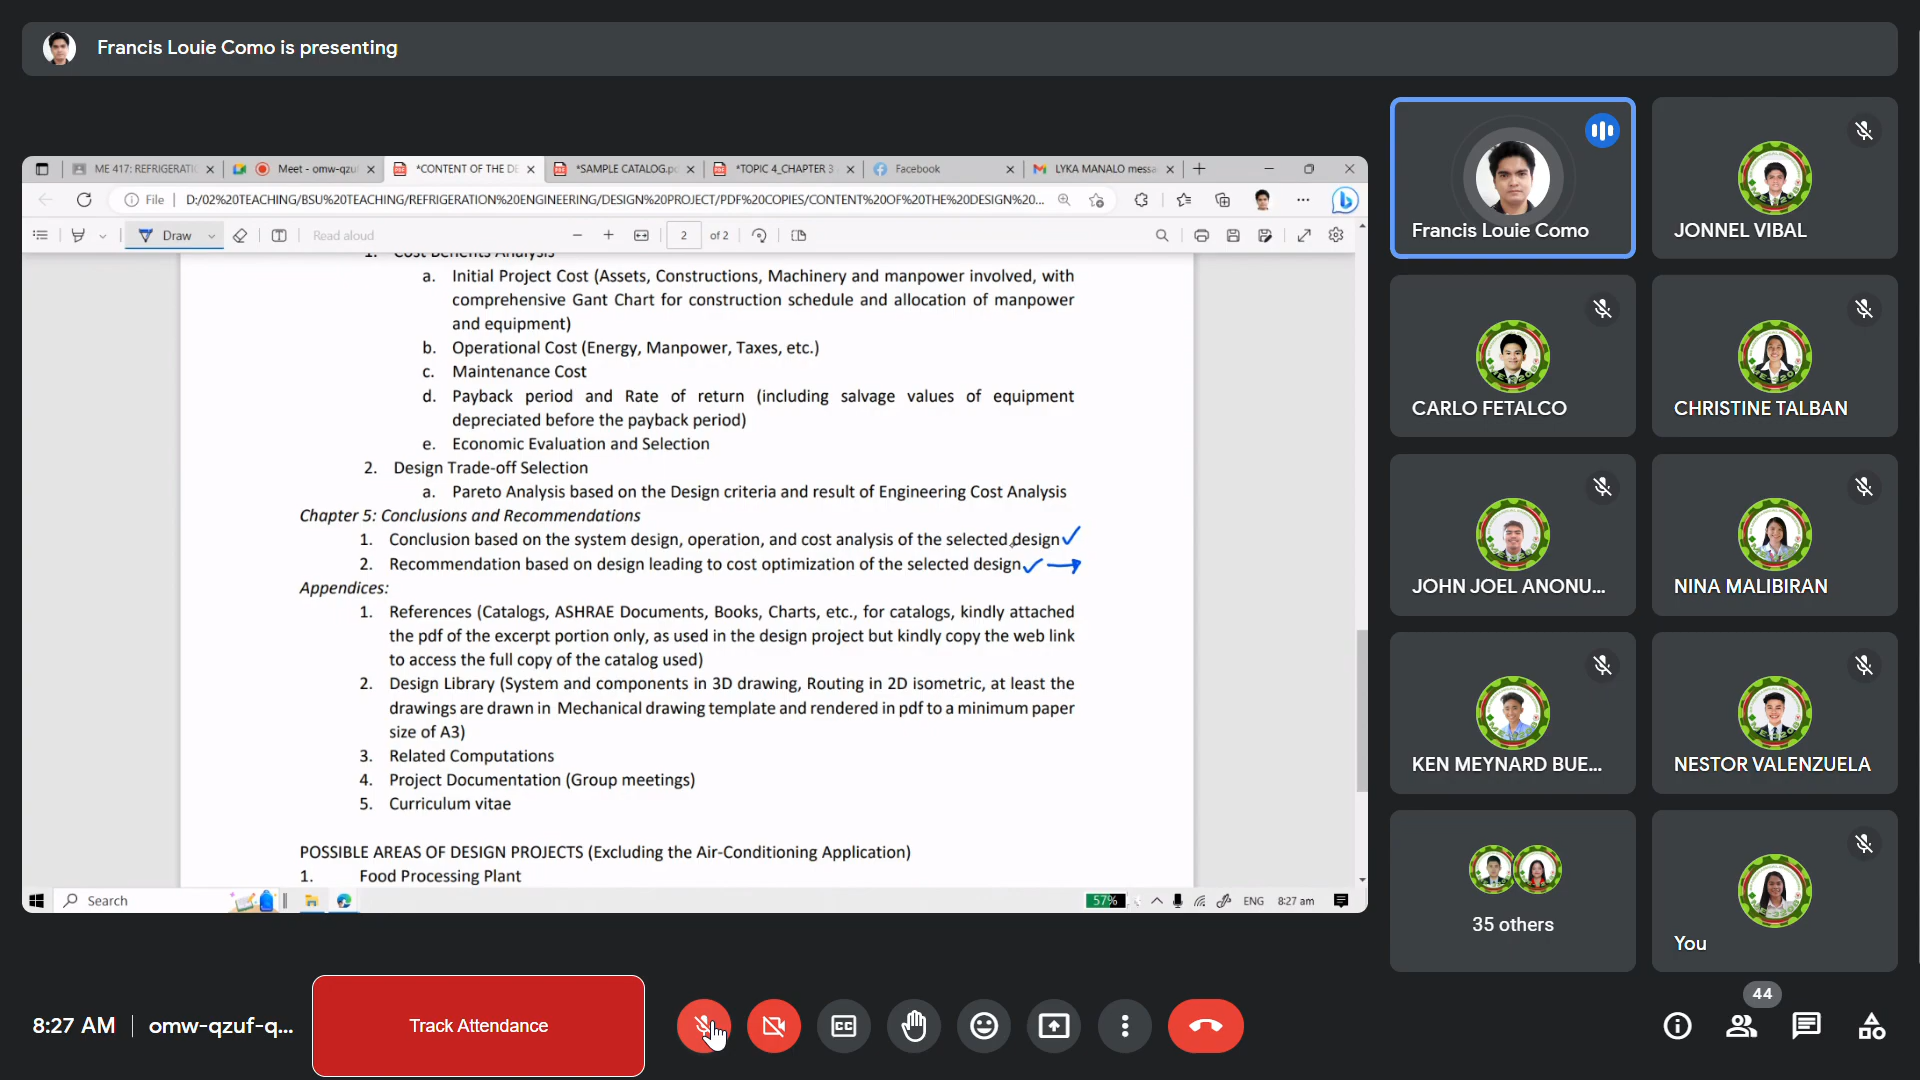 Francis Louie Como is presenting
ME 417: REFRIGERATI
Meet - omw-qzu
*CONTENT OF THE DE
*SAMPLE CATALOG.p
*TOPIC 4_CHAPTER 3
Facebook
LYKA MANALO messa
File
D:/02%20TEACHING/BSU%20TEACHING/REFRIGERATION%20ENGINEERING/DESIGN%20PROJECT/PDF%20COPIES/CONTENT%20OF%20THE%20DESIGN%20...
Draw
Read aloud
2
of 2
1. Cost Benefits Analysis
a. Initial Project Cost (Assets, Constructions, Machinery and manpower involved, with
comprehensive Gant Chart for construction schedule and allocation of manpower
and equipment)
b. Operational Cost (Energy, Manpower, Taxes, etc.)
c. Maintenance Cost
d. Payback period and Rate of return (including salvage values of equipment
depreciated before the payback period)
e. Economic Evaluation and Selection
2. Design Trade-off Selection
a. Pareto Analysis based on the Design criteria and result of Engineering Cost Analysis
Chapter 5: Conclusions and Recommendations
1. Conclusion based on the system design, operation, and cost analysis of the selected design
2. Recommendation based on design leading to cost optimization of the selected design
Appendices:
1. References (Catalogs, ASHRAE Documents, Books, Charts, etc., for catalogs, kindly attached
the pdf of the excerpt portion only, as used in the design project but kindly copy the web link
to access the full copy of the catalog used)
2. Design Library (System and components in 3D drawing, Routing in 2D isometric, at least the
drawings are drawn in Mechanical drawing template and rendered in pdf to a minimum paper
size of A3)
3. Related Computations
4. Project Documentation (Group meetings)
5. Curriculum vitae
POSSIBLE AREAS OF DESIGN PROJECTS (Excluding the Air-Conditioning Application)
1. Food Processing Plant
Search
57%
ENG
8:27 am
Francis Louie Como
JONNEL VIBAL
CARLO FETALCO
CHRISTINE TALBAN
JOHN JOEL ANONU...
NINA MALIBIRAN
KEN MEYNARD BUE...
NESTOR VALENZUELA
35 others
You
8:27 AM
omw-qzuf-q...
Track Attendance
44